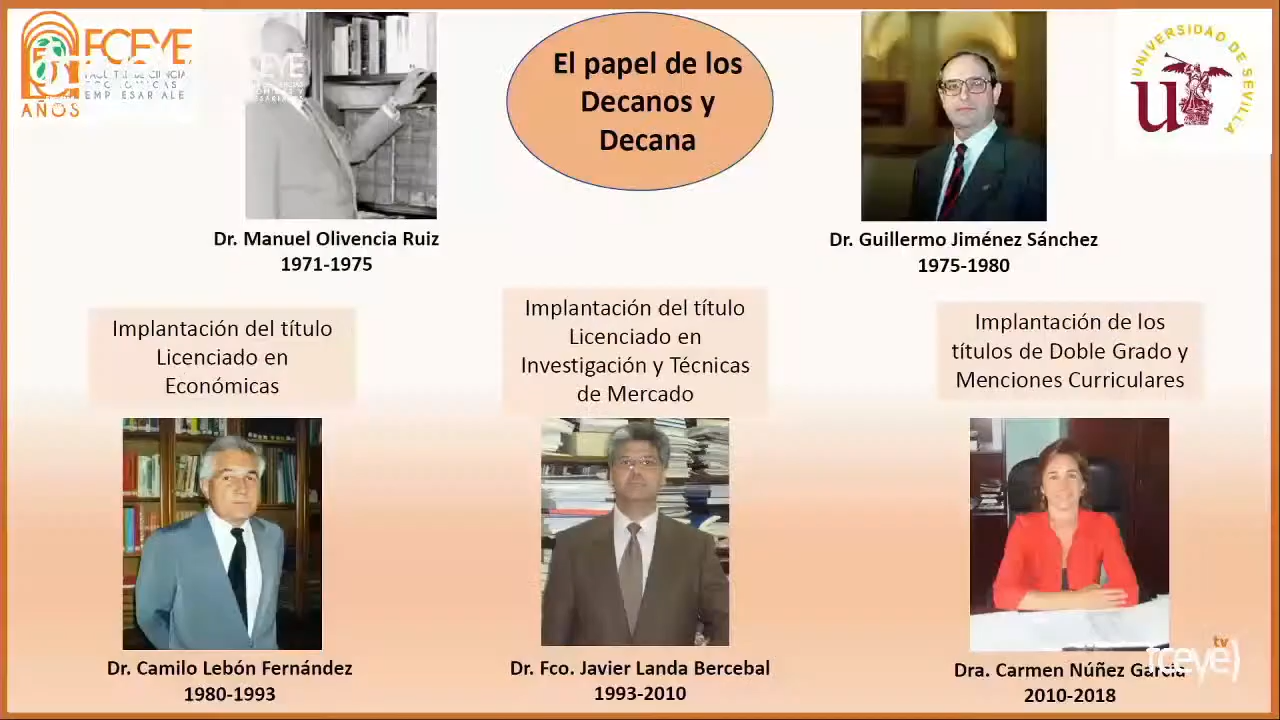 FCEYE
AÑOS
El papel de los
Decanos y
Decana
UNIVERSIDAD DE SEVILLA
Dr. Manuel Olivencia Ruiz
1971-1975
Dr. Guillermo Jiménez Sánchez
1975-1980
Implantación del título
Licenciado en
Económicas
Implantación del título
Licenciado en
Investigación y Técnicas
de Mercado
Implantación de los
títulos de Doble Grado y
Menciones Curriculares
Dr. Camilo Lebón Fernández
1980-1993
Dr. Fco. Javier Landa Bercebal
1993-2010
Dra. Carmen Núñez García
2010-2018
tv
fceye)